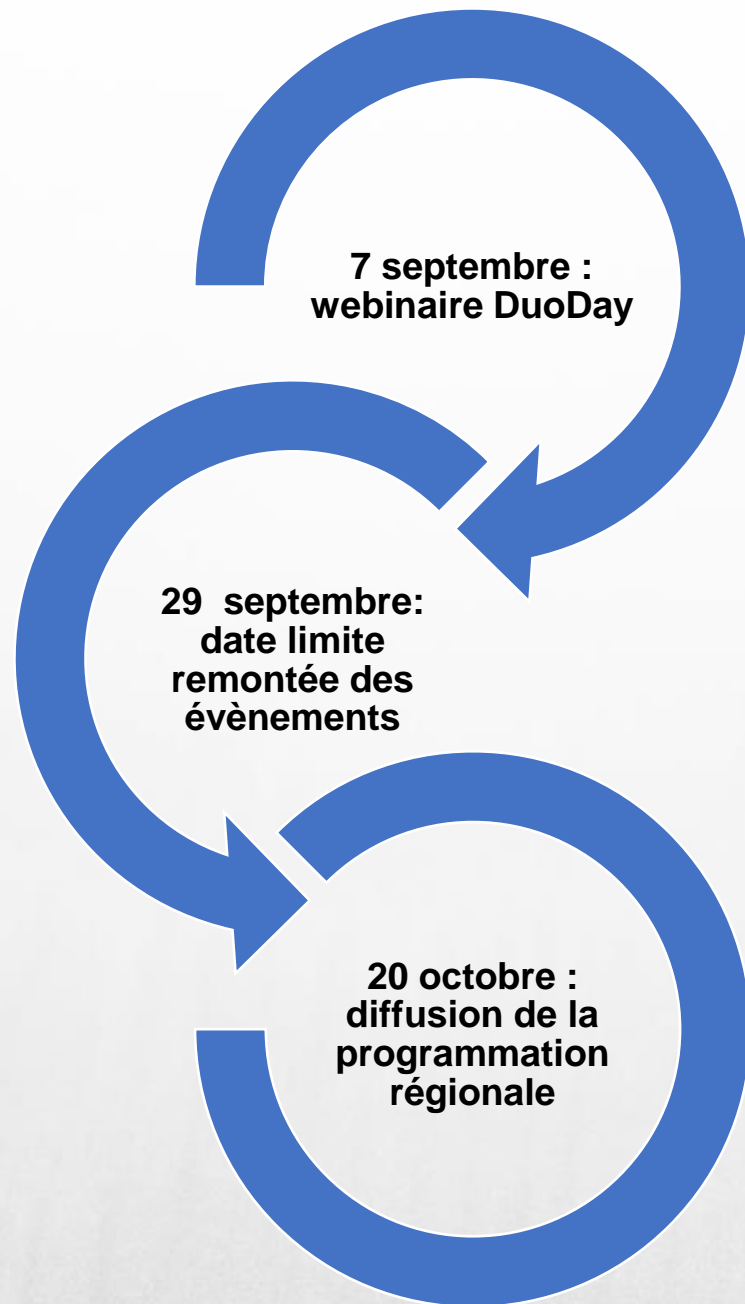 7 septembre :
webinaire DuoDay
29  septembre:
date limite
remontée des
évènements
20 octobre :
diffusion de la
programmation
régionale